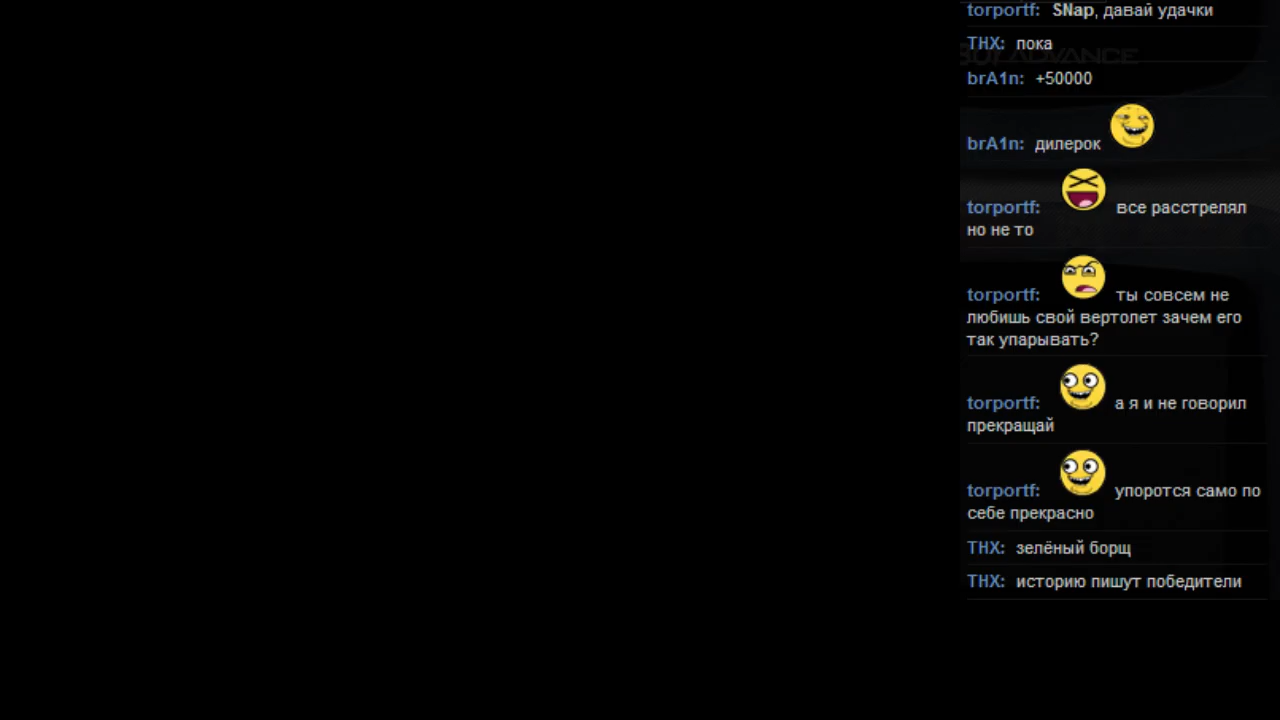 torportf: SNap, давай удачки
THX: пока
BUY ADVANCE
brA1n: +50000
brA1n: дилерок
torportf: все расстрелял
но не то
torportf: ты совсем не
любишь свой вертолет зачем его
так упарывать?
torportf: а я и не говорил
прекращай
torportf: упоротся само по
себе прекрасно
THX: зелёный борщ
THX: историю пишут победители